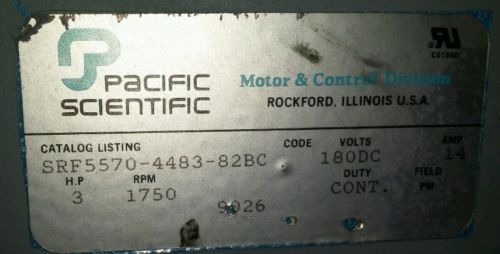 PACIFIC
SCIENTIFIC
E61960
Motor & Control Division
ROCKFORD, ILLINOIS U.S.A.
CATALOG LISTING CODE VOLTS AMP
SRF5570-4483-82BC 180DC 14
H.P RPM DUTY FIELD
3 1750 CONT. PM
9026